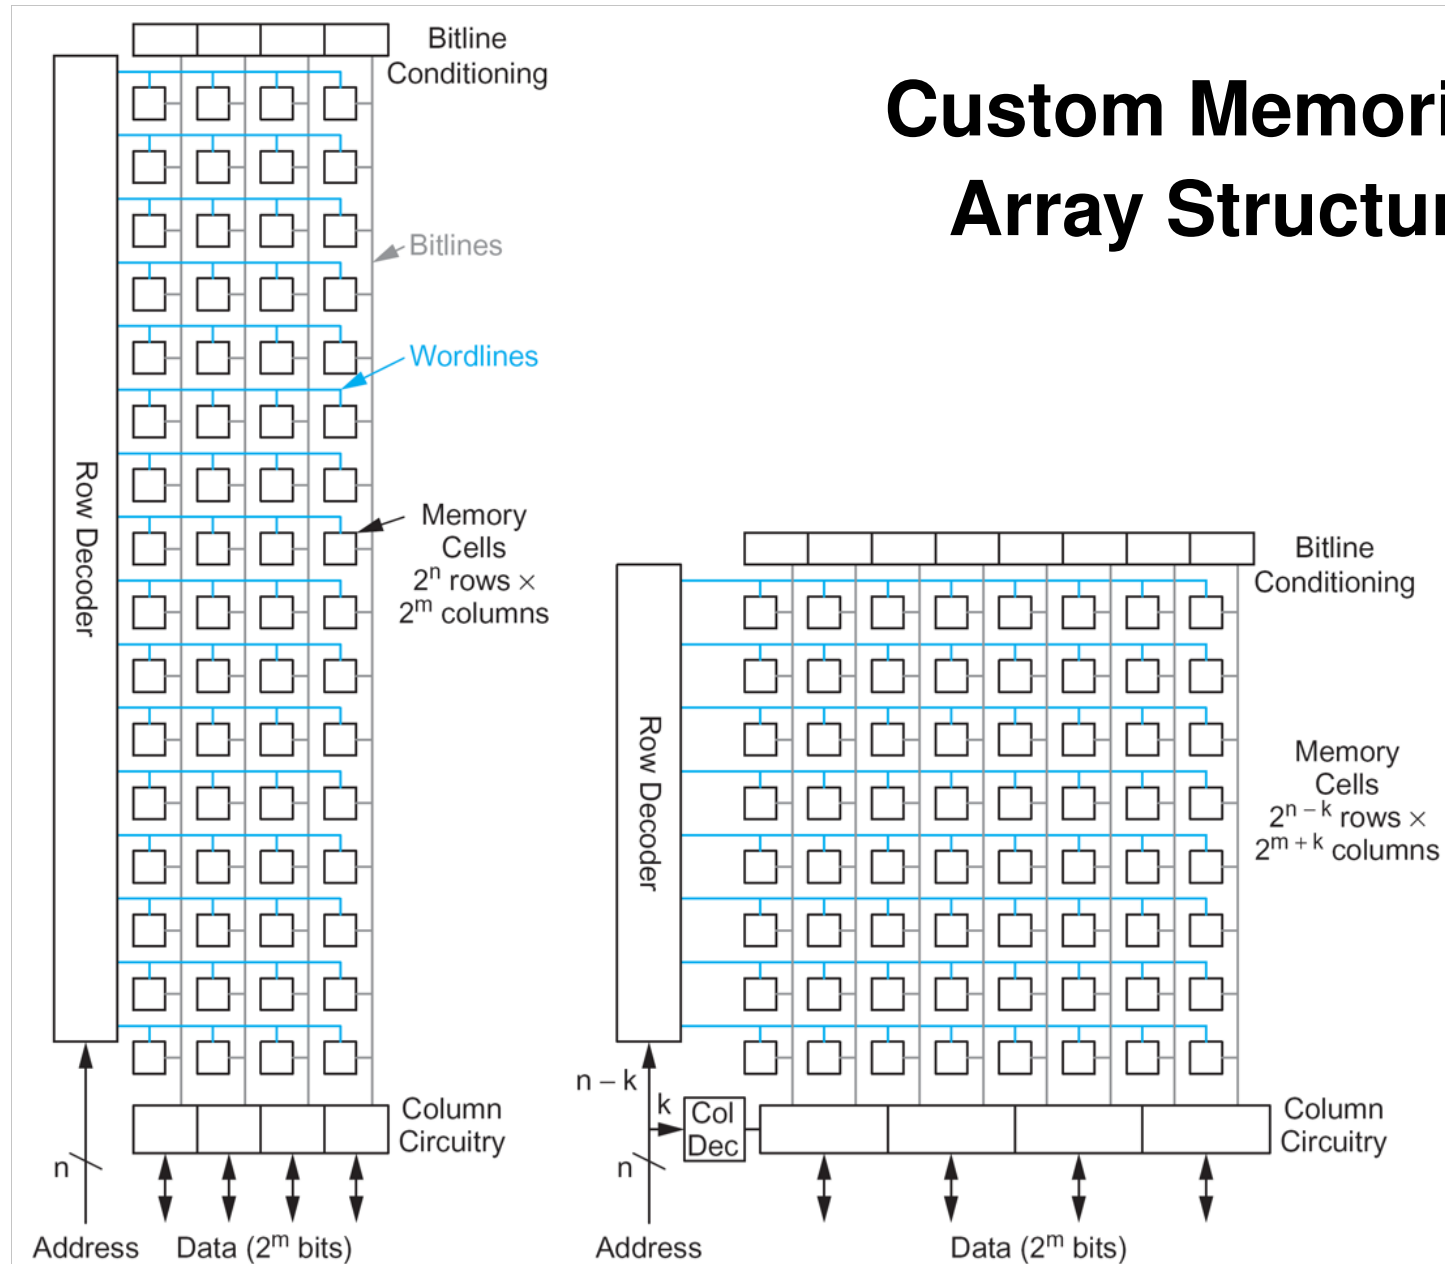 Custom Memori
Array Structur
Bitline
Conditioning
Bitlines
Wordlines
Row Decoder
Memory
Cells
2ⁿ rows ×
2ᵐ columns
Column
Circuitry
n
Address
Data (2ᵐ bits)
Bitline
Conditioning
Row Decoder
Memory
Cells
2ⁿ ⁻ ᵏ rows ×
2ᵐ ⁺ ᵏ columns
n – k
k
Col
Dec
Column
Circuitry
n
Address
Data (2ᵐ bits)